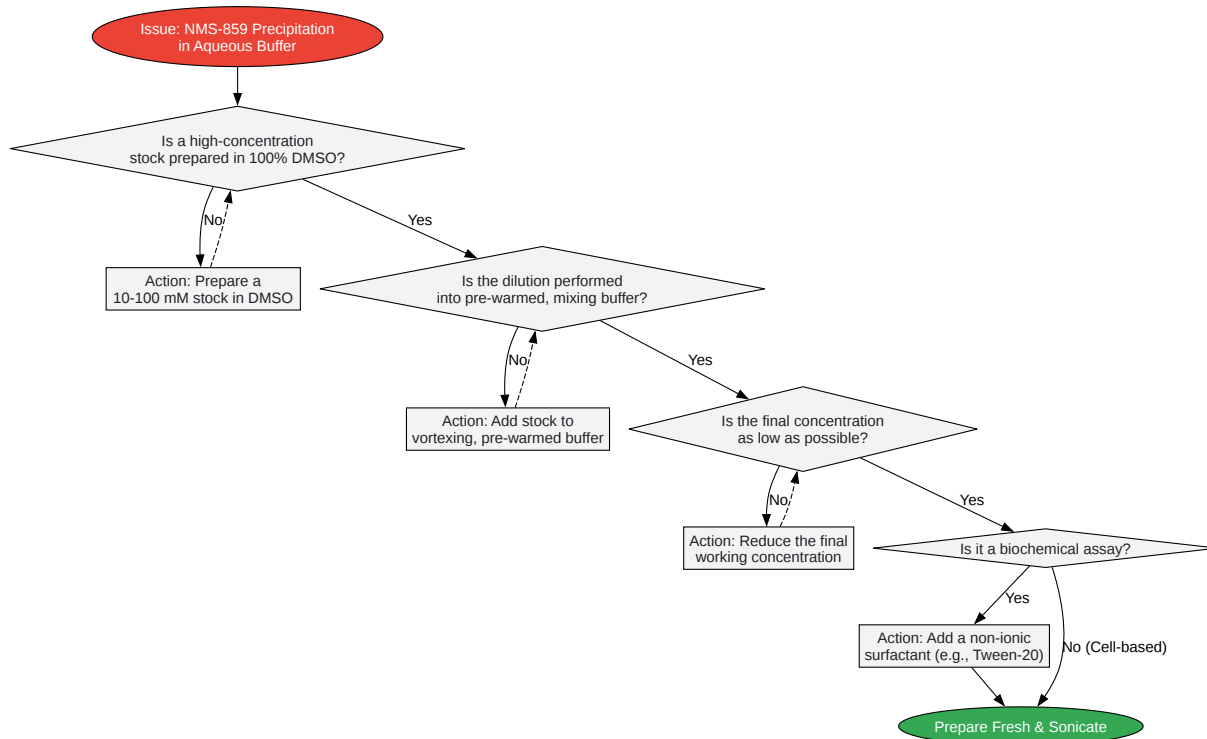 Issue: NMS-859 Precipitation
in Aqueous Buffer
Is a high-concentration
stock prepared in 100% DMSO?
No
Yes
Action: Prepare a
10-100 mM stock in DMSO
Is the dilution performed
into pre-warmed, mixing buffer?
No
Yes
Action: Add stock to
vortexing, pre-warmed buffer
Is the final concentration
as low as possible?
No
Yes
Action: Reduce the final
working concentration
Is it a biochemical assay?
Yes
No (Cell-based)
Action: Add a non-ionic
surfactant (e.g., Tween-20)
Prepare Fresh & Sonicate